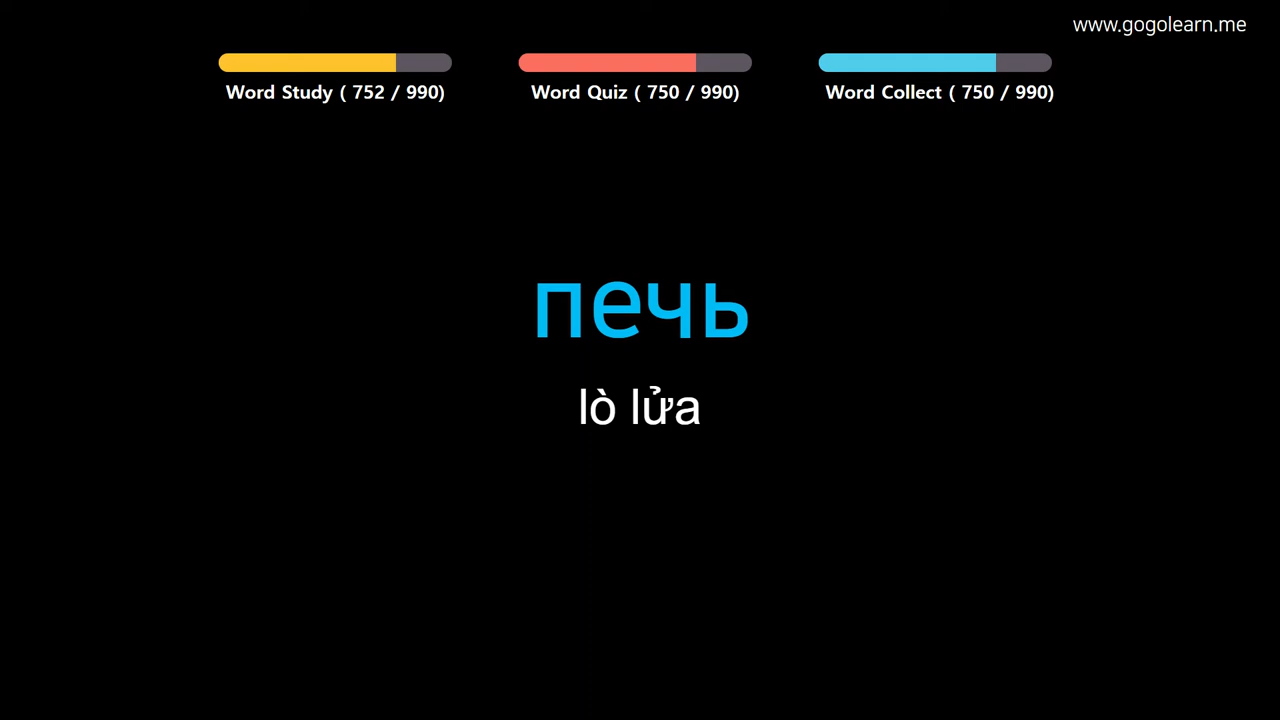 www.gogolearn.me
Word Study ( 752 / 990)
Word Quiz ( 750 / 990)
Word Collect ( 750 / 990)
печь
lò lửa